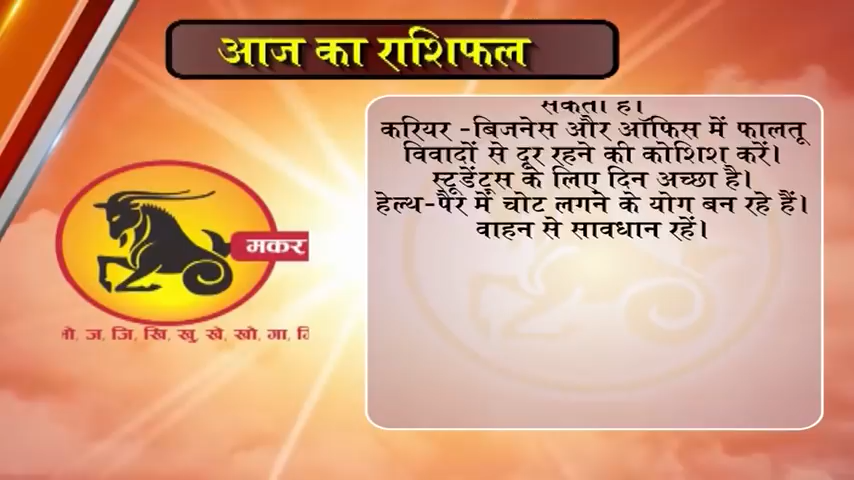 आज का राशिफल
सकता है।
करियर -बिजनेस और ऑफिस में फालतू
विवादों से दूर रहने की कोशिश करें।
स्टूडेंट्स के लिए दिन अच्छा है।
हेल्थ-पैर में चोट लगने के योग बन रहे हैं।
वाहन से सावधान रहें।
मकर
ज, जि, खि, खु, खे, खो, गा,